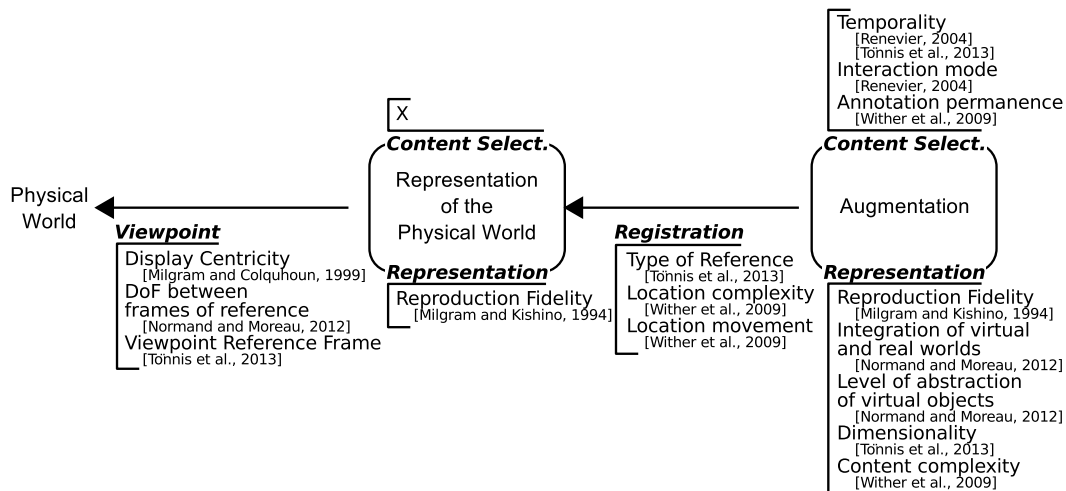 Physical
World
Viewpoint
Display Centricity
[Milgram and Colquhoun, 1999]
DoF between
frames of reference
[Normand and Moreau, 2012]
Viewpoint Reference Frame
[Tönnis et al., 2013]
X
Content Select.
Representation
of the
Physical World
Representation
Reproduction Fidelity
[Milgram and Kishino, 1994]
Registration
Type of Reference
[Tönnis et al., 2013]
Location complexity
[Wither et al., 2009]
Location movement
[Wither et al., 2009]
Temporality
[Renevier, 2004]
[Tönnis et al., 2013]
Interaction mode
[Renevier, 2004]
Annotation permanence
[Wither et al., 2009]
Content Select.
Augmentation
Representation
Reproduction Fidelity
[Milgram and Kishino, 1994]
Integration of virtual
and real worlds
[Normand and Moreau, 2012]
Level of abstraction
of virtual objects
[Normand and Moreau, 2012]
Dimensionality
[Tönnis et al., 2013]
Content complexity
[Wither et al., 2009]